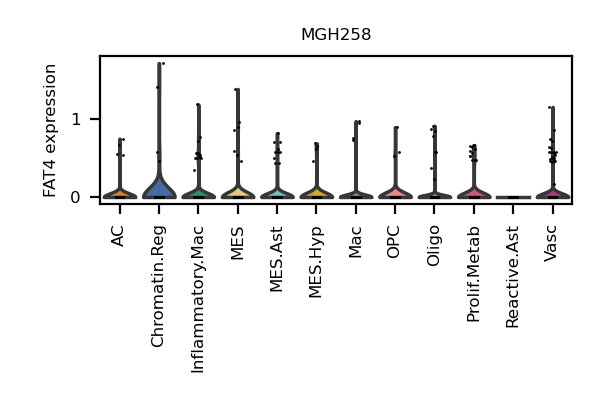 MGH258
FAT4 expression
1
0
AC
Chromatin.Reg
Inflammatory.Mac
MES
MES.Ast
MES.Hyp
Mac
OPC
Oligo
Prolif.Metab
Reactive.Ast
Vasc